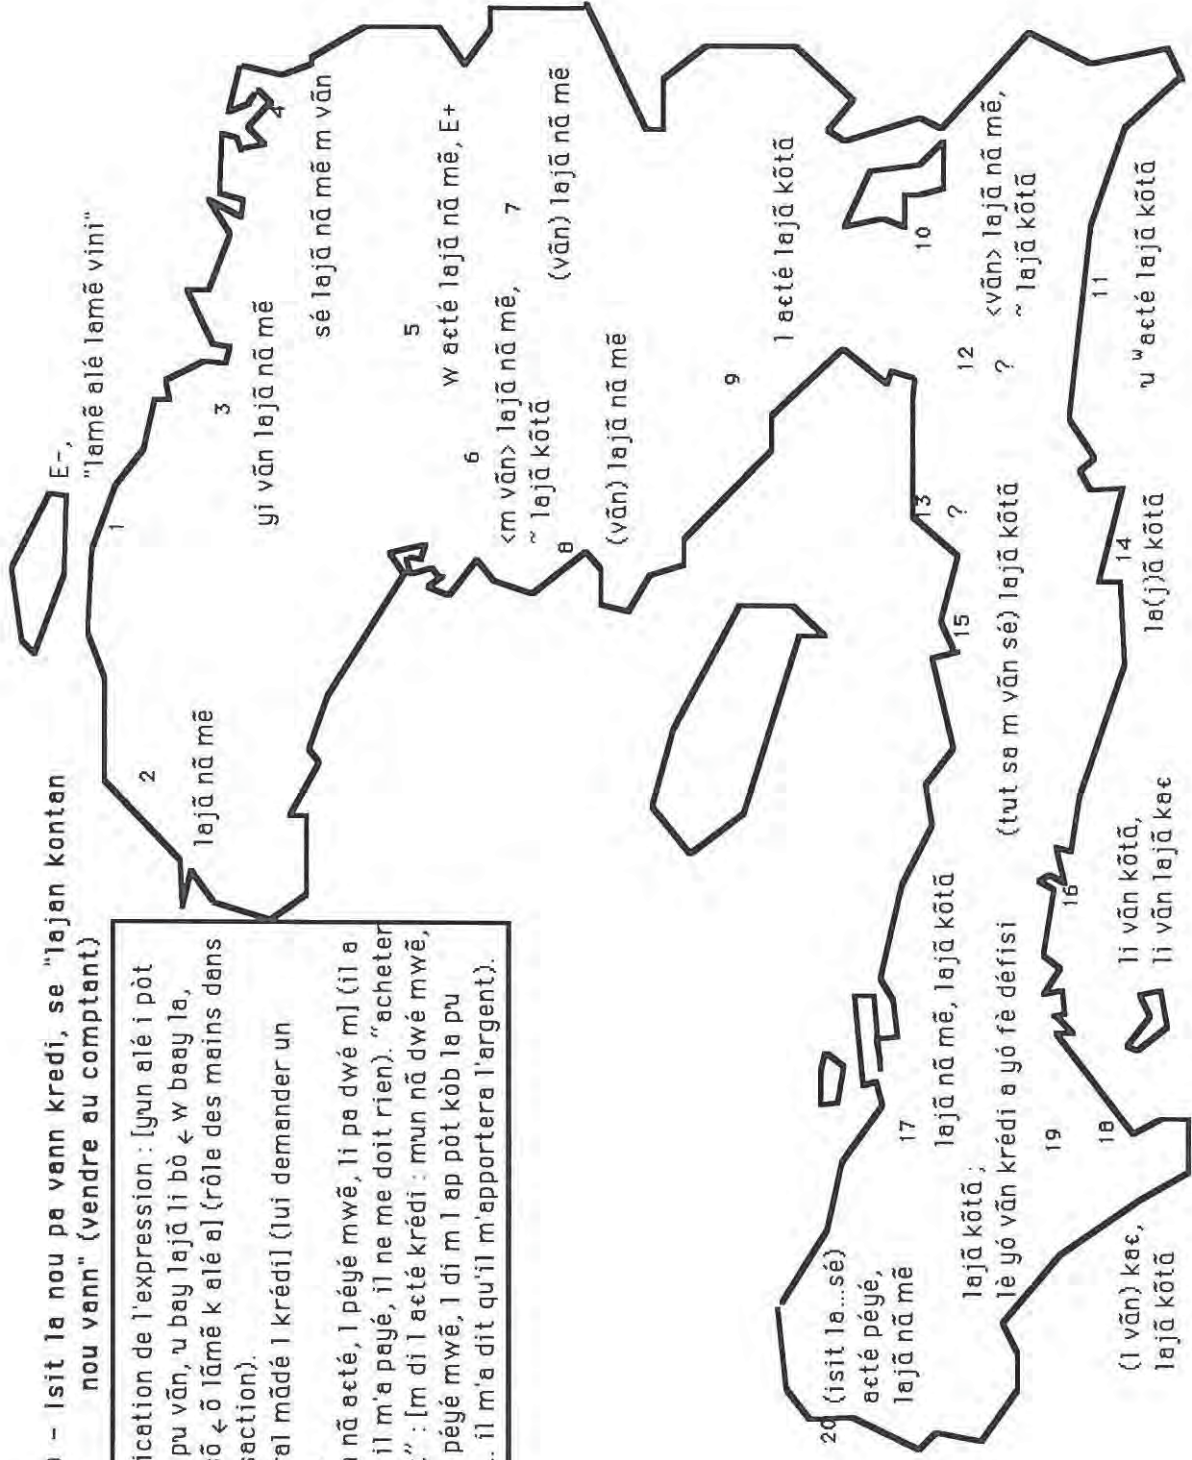 – Isit la nou pa vann kredi, se "lajan kontan
nou vann" (vendre au comptant)
ication de l'expression : [yun alé i pòt
pu vãn, u bay lajã li bò ɛ w baay la,
õ ɛ õ lãmẽ k alé a] (rôle des mains dans
saction).
al mãdé l krédi] (lui demander un
nã aɛté, l péyé mwẽ, li pa dwé m] (il a
il m'a payé, il ne me doit rien). "acheter
" : [m di l aɛté krédi : mun nã dwé mwẽ,
péyé mwẽ, l di m l ap pòt kòb la pu
. il m'a dit qu'il m'apportera l'argent).
E-,
"lamẽ alé lamẽ vini"
1
2
lajã nã mẽ
3
yi vãn lajã nã mẽ
4
sé lajã nã mẽ m vãn
5
w aɛté lajã nã mẽ, E+
6
<m vãn> lajã nã mẽ,
~ lajã kõtã
7
(vãn) lajã nã mẽ
8
(vãn) lajã nã mẽ
9
l aɛté lajã kõtã
10
11
u ʷ aɛté lajã kõtã
12
?
<vãn> lajã nã mẽ,
~ lajã kõtã
13
?
14
la(j)ã kõtã
15
(tut sa m vãn sé) lajã kõtã
16
li vãn kõtã,
li vãn lajã kaɛ
17
lajã nã mẽ, lajã kõtã
18
(l vãn) kaɛ,
lajã kõtã
19
lajã kõtã ;
lè yó vãn krédi a yó fè défisi
20
(isit la...sé)
aɛté péyé,
lajã nã mẽ